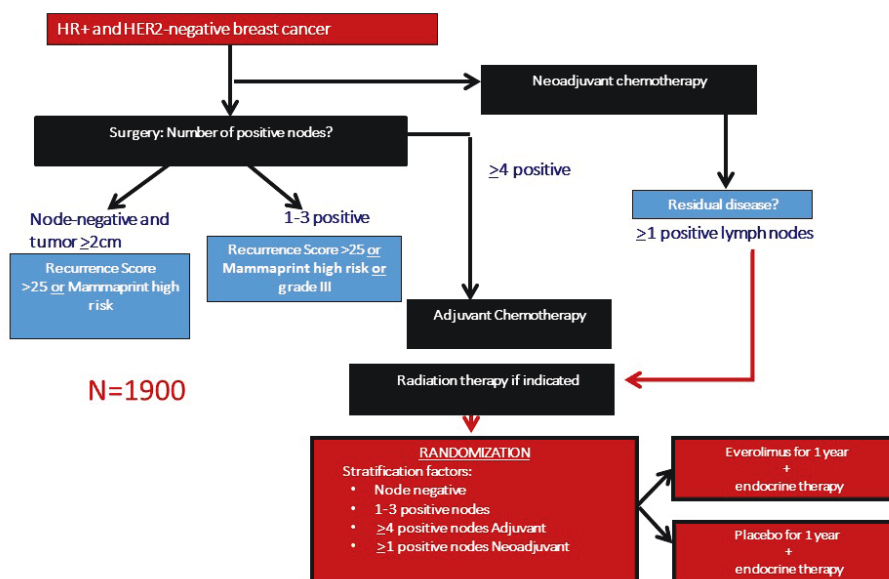 HR+ and HER2-negative breast cancer
Neoadjuvant chemotherapy
Surgery: Number of positive nodes?
≥4 positive
Node-negative and
tumor ≥2cm
1-3 positive
Residual disease?
≥1 positive lymph nodes
Recurrence Score
>25 or Mammaprint high
risk
Recurrence Score >25 or
Mammaprint high risk or
grade III
Adjuvant Chemotherapy
Radiation therapy if indicated
N=1900
RANDOMIZATION
Stratification factors:
• Node negative
• 1-3 positive nodes
• ≥4 positive nodes Adjuvant
• ≥1 positive nodes Neoadjuvant
Everolimus for 1 year
+
endocrine therapy
Placebo for 1 year
+
endocrine therapy